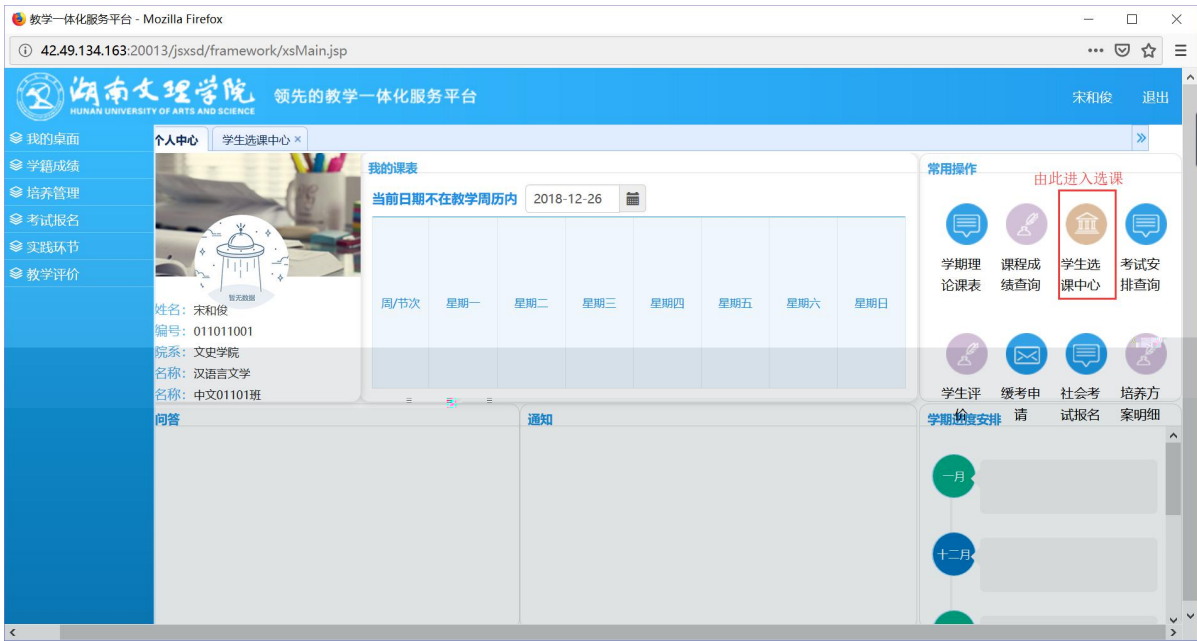 教学一体化服务平台 - Mozilla Firefox
42.49.134.163:20013/jsxsd/framework/xsMain.jsp
湖南文理学院
HUNAN UNIVERSITY OF ARTS AND SCIENCE
领先的教学一体化服务平台
宋和俊 退出
我的桌面
学籍成绩
培养管理
考试报名
实践环节
教学评价
个人中心 学生选课中心 ×
暂无数据
姓名：宋和俊
编号：011011001
院系：文史学院
名称：汉语言文学
名称：中文01101班
我的课表
当前日期不在教学周历内 2018-12-26
周/节次 星期一 星期二 星期三 星期四 星期五 星期六 星期日
常用操作
由此进入选课
学期理论课表
课程成绩查询
学生选课中心
考试安排查询
学生评价
缓考申请
社会考试报名
培养方案明细
问答
通知
学期进度安排
一月
十二月